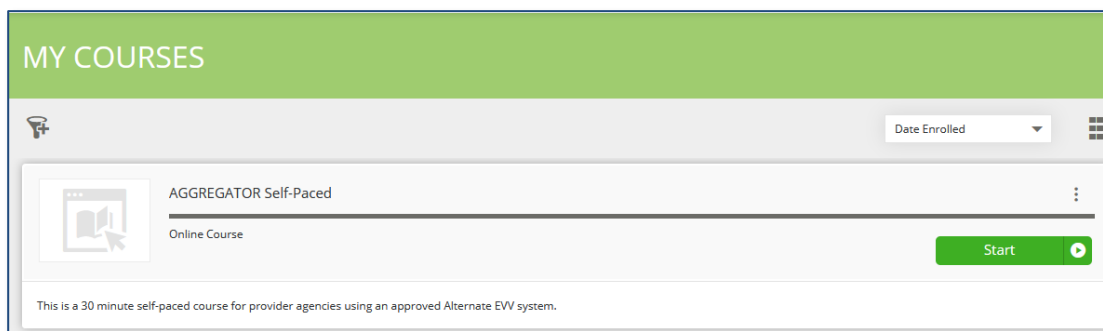 MY COURSES
Date Enrolled
AGGREGATOR Self-Paced
Online Course
Start
This is a 30 minute self-paced course for provider agencies using an approved Alternate EVV system.